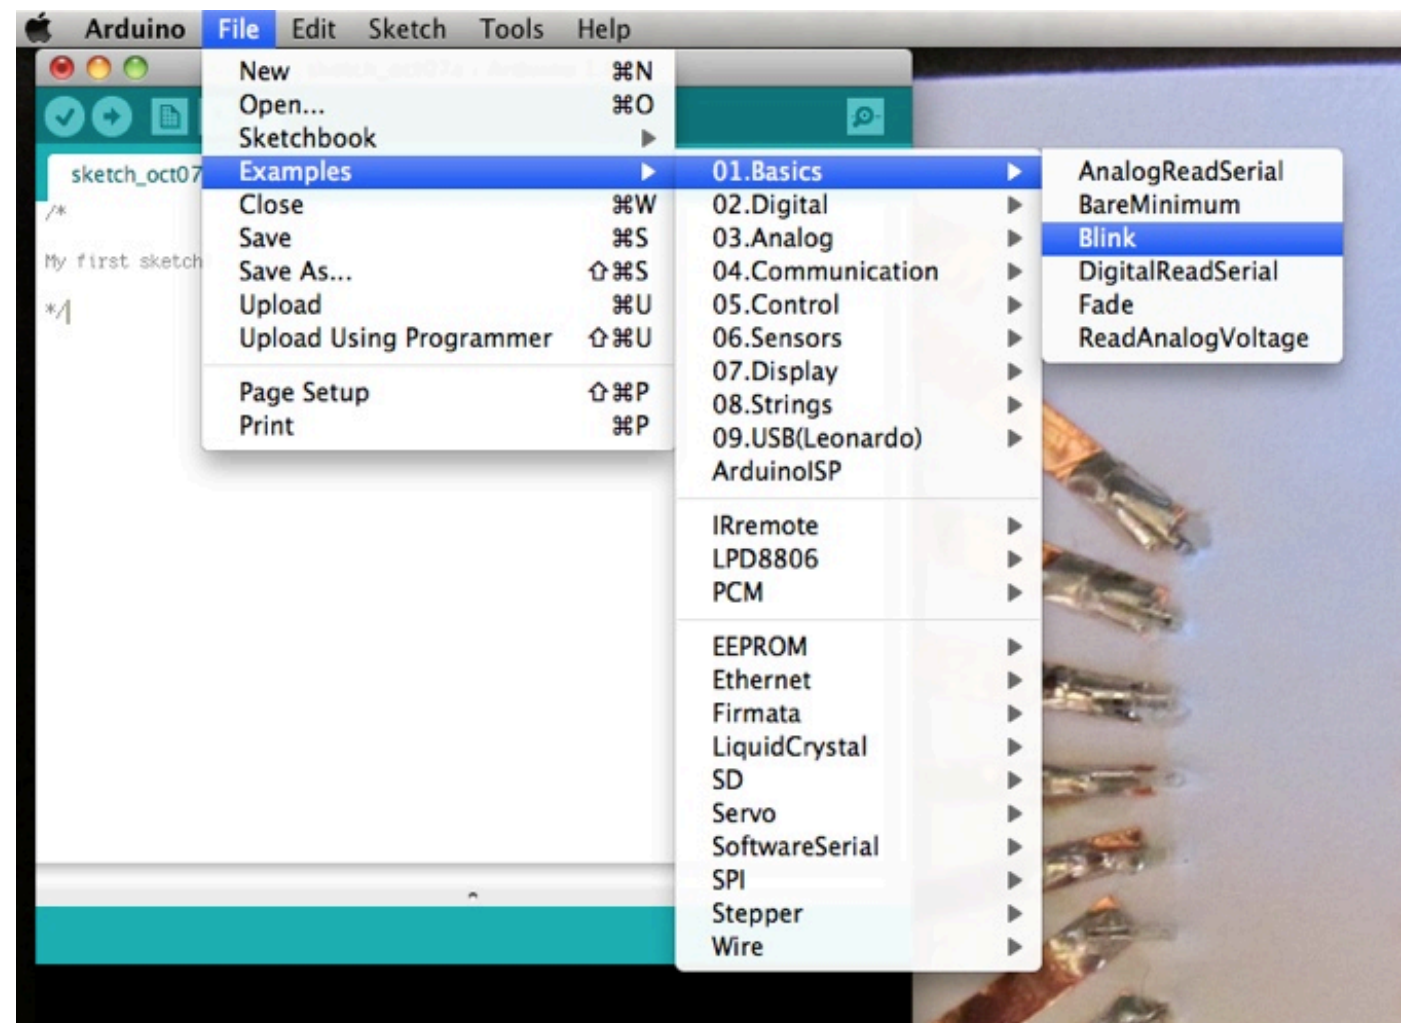 Arduino File Edit Sketch Tools Help
New ⌘N
Open... ⌘O
Sketchbook
Examples
Close ⌘W
Save ⌘S
Save As... ⇧⌘S
Upload ⌘U
Upload Using Programmer ⇧⌘U
Page Setup ⇧⌘P
Print ⌘P
sketch_oct07
/*
My first sketch
*/
01.Basics
02.Digital
03.Analog
04.Communication
05.Control
06.Sensors
07.Display
08.Strings
09.USB(Leonardo)
ArduinoISP
IRremote
LPD8806
PCM
EEPROM
Ethernet
Firmata
LiquidCrystal
SD
Servo
SoftwareSerial
SPI
Stepper
Wire
AnalogReadSerial
BareMinimum
Blink
DigitalReadSerial
Fade
ReadAnalogVoltage